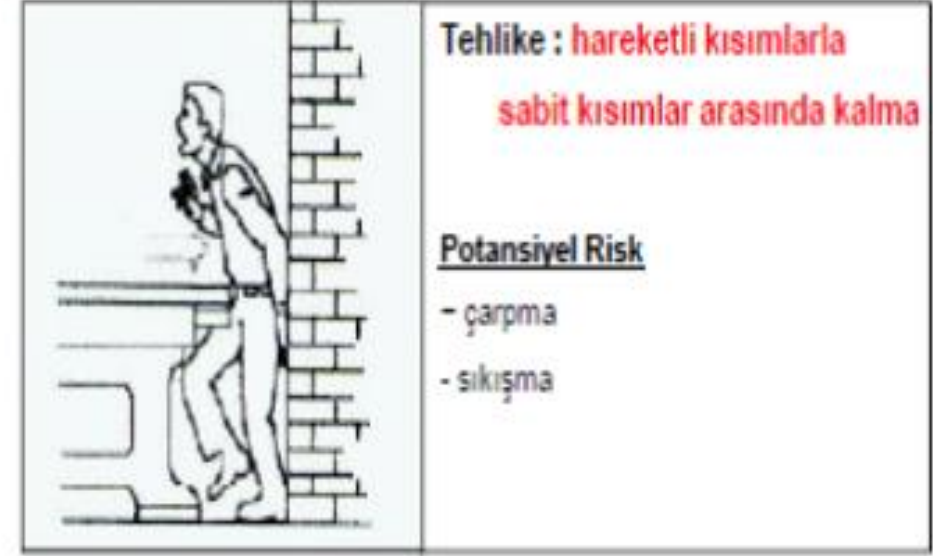 Tehlike : hareketli kısımlarla
sabit kısımlar arasında kalma
Potansiyel Risk
- çarpma
- sıkışma